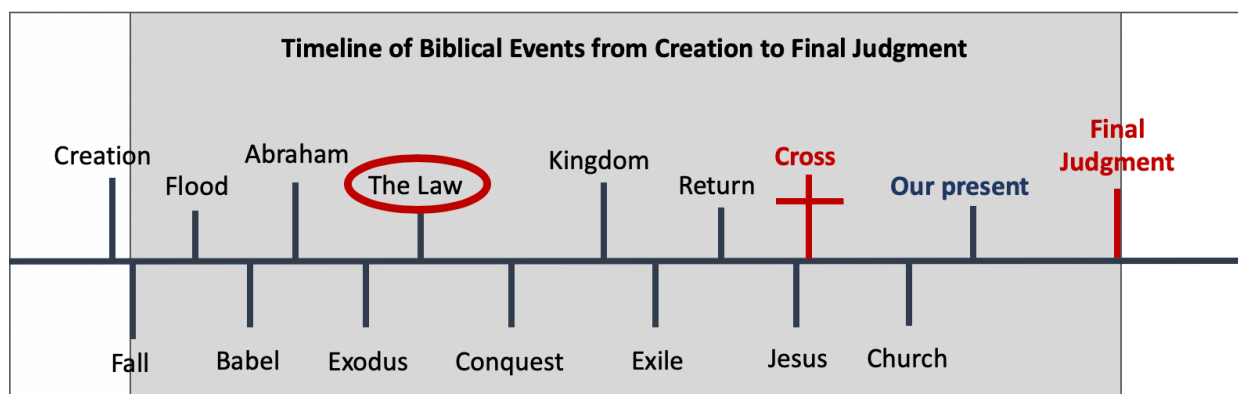 Timeline of Biblical Events from Creation to Final Judgment
Creation
Flood
Abraham
The Law
Kingdom
Return
Cross
Our present
Final
Judgment
Fall
Babel
Exodus
Conquest
Exile
Jesus
Church